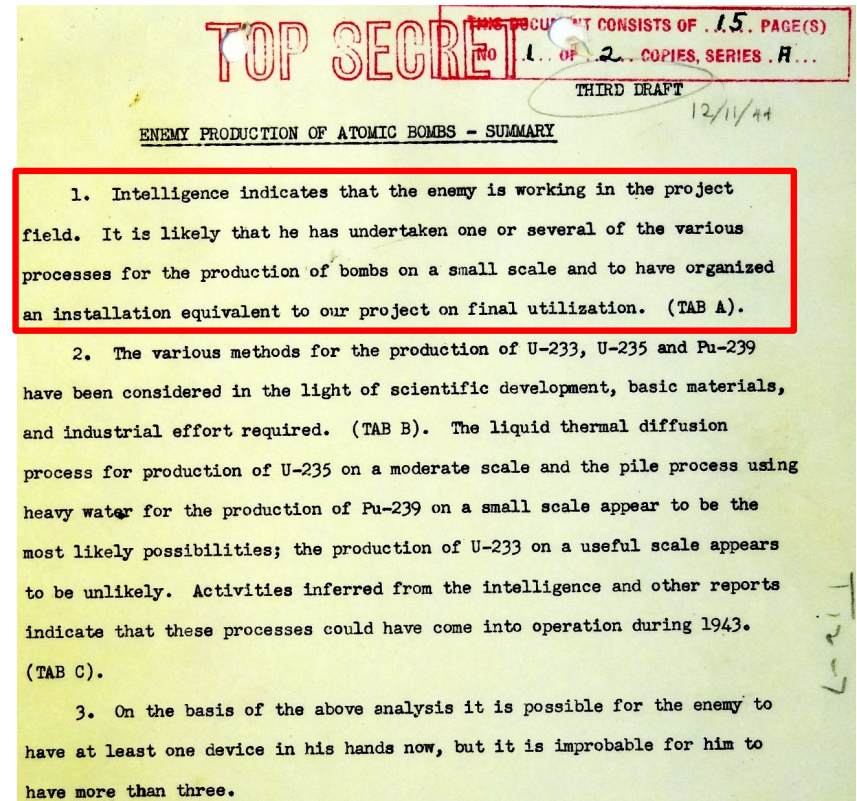 TOP SECRET
THIS DOCUMENT CONSISTS OF ..15.. PAGE(S)
NO .1.. OF ..2... COPIES, SERIES .A...
THIRD DRAFT
12/11/44
ENEMY PRODUCTION OF ATOMIC BOMBS - SUMMARY
1. Intelligence indicates that the enemy is working in the project
field. It is likely that he has undertaken one or several of the various
processes for the production of bombs on a small scale and to have organized
an installation equivalent to our project on final utilization. (TAB A).
2. The various methods for the production of U-233, U-235 and Pu-239
have been considered in the light of scientific development, basic materials,
and industrial effort required. (TAB B). The liquid thermal diffusion
process for production of U-235 on a moderate scale and the pile process using
heavy water for the production of Pu-239 on a small scale appear to be the
most likely possibilities; the production of U-233 on a useful scale appears
to be unlikely. Activities inferred from the intelligence and other reports
indicate that these processes could have come into operation during 1943.
(TAB C).
3. On the basis of the above analysis it is possible for the enemy to
have at least one device in his hands now, but it is improbable for him to
have more than three.